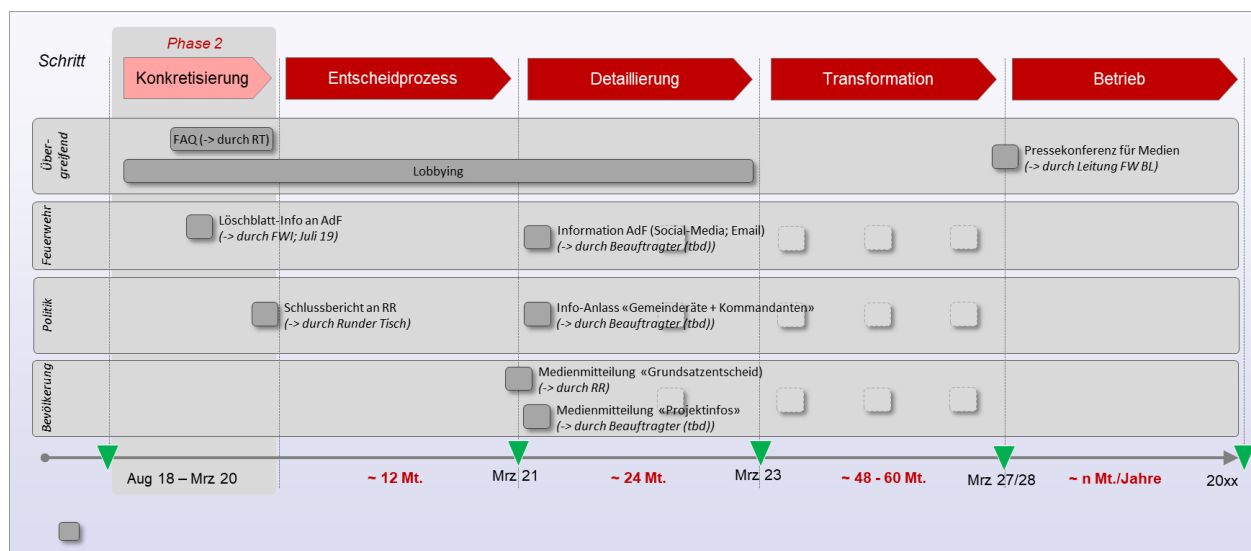 Phase 2
Schritt
Konkretisierung
Entscheidprozess
Detaillierung
Transformation
Betrieb
Über-
greifend
FAQ (-> durch RT)
Lobbying
Pressekonferenz für Medien
(-> durch Leitung FW BL)
Feuerwehr
Löschblatt-Info an AdF
(-> durch FWI; Juli 19)
Information AdF (Social-Media; Email)
(-> durch Beauftragter (tbd))
Politik
Schlussbericht an RR
(-> durch Runder Tisch)
Info-Anlass «Gemeinderäte + Kommandanten»
(-> durch Beauftragter (tbd))
Bevölkerung
Medienmitteilung «Grundsatzentscheid)
(-> durch RR)
Medienmitteilung «Projektinfos»
(-> durch Beauftragter (tbd))
Aug 18 – Mrz 20
~ 12 Mt.
Mrz 21
~ 24 Mt.
Mrz 23
~ 48 - 60 Mt.
Mrz 27/28
~ n Mt./Jahre
20xx